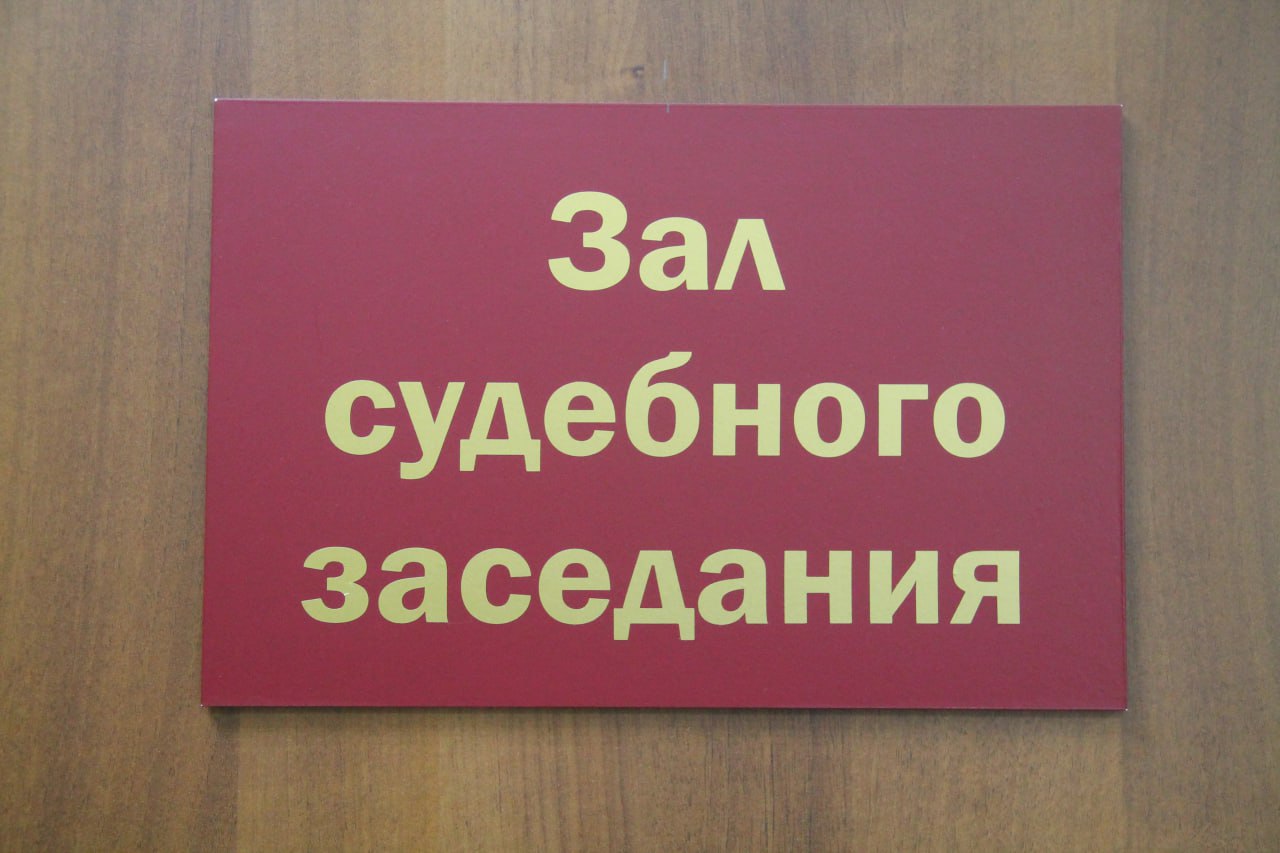 Зал
судебного
заседания